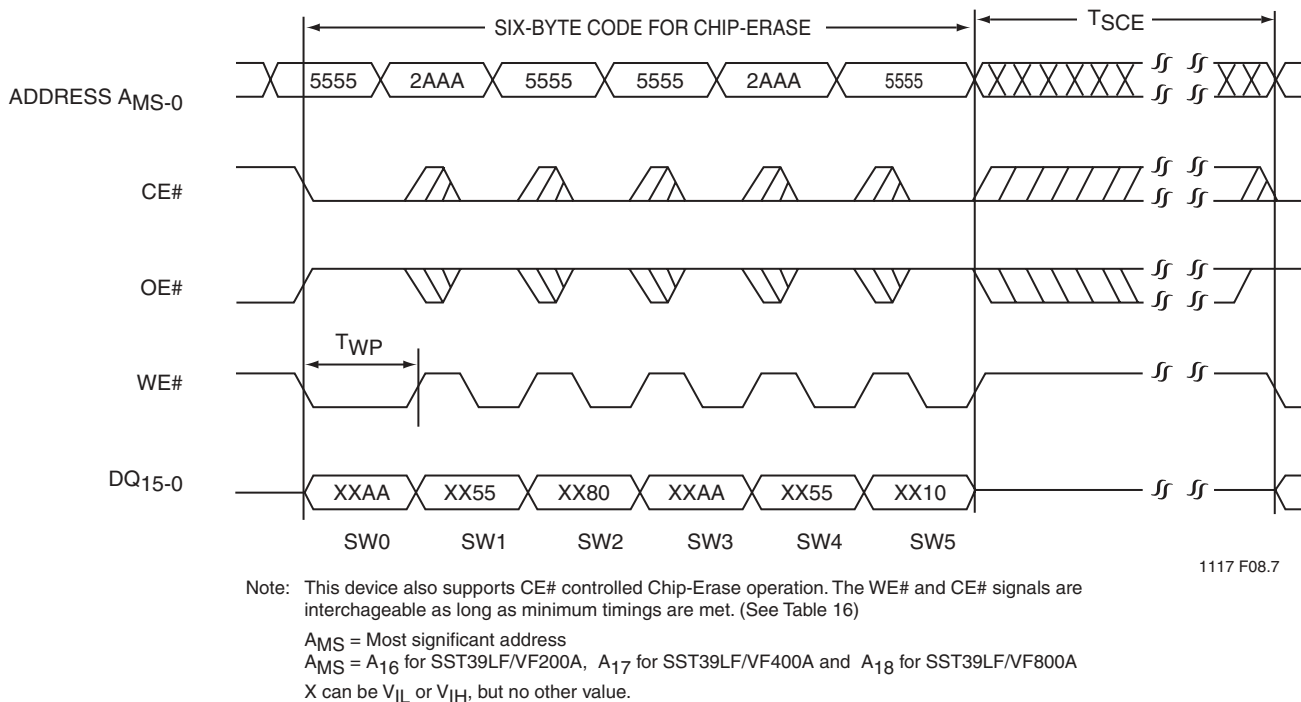 SIX-BYTE CODE FOR CHIP-ERASE
TSCE
ADDRESS AMS-0
5555 2AAA 5555 5555 2AAA 5555
CE#
OE#
TWP
WE#
DQ15-0
XXAA XX55 XX80 XXAA XX55 XX10
SW0 SW1 SW2 SW3 SW4 SW5
1117 F08.7
Note: This device also supports CE# controlled Chip-Erase operation. The WE# and CE# signals are
interchageable as long as minimum timings are met. (See Table 16)
AMS = Most significant address
AMS = A16 for SST39LF/VF200A, A17 for SST39LF/VF400A and A18 for SST39LF/VF800A
X can be VIL or VIH, but no other value.